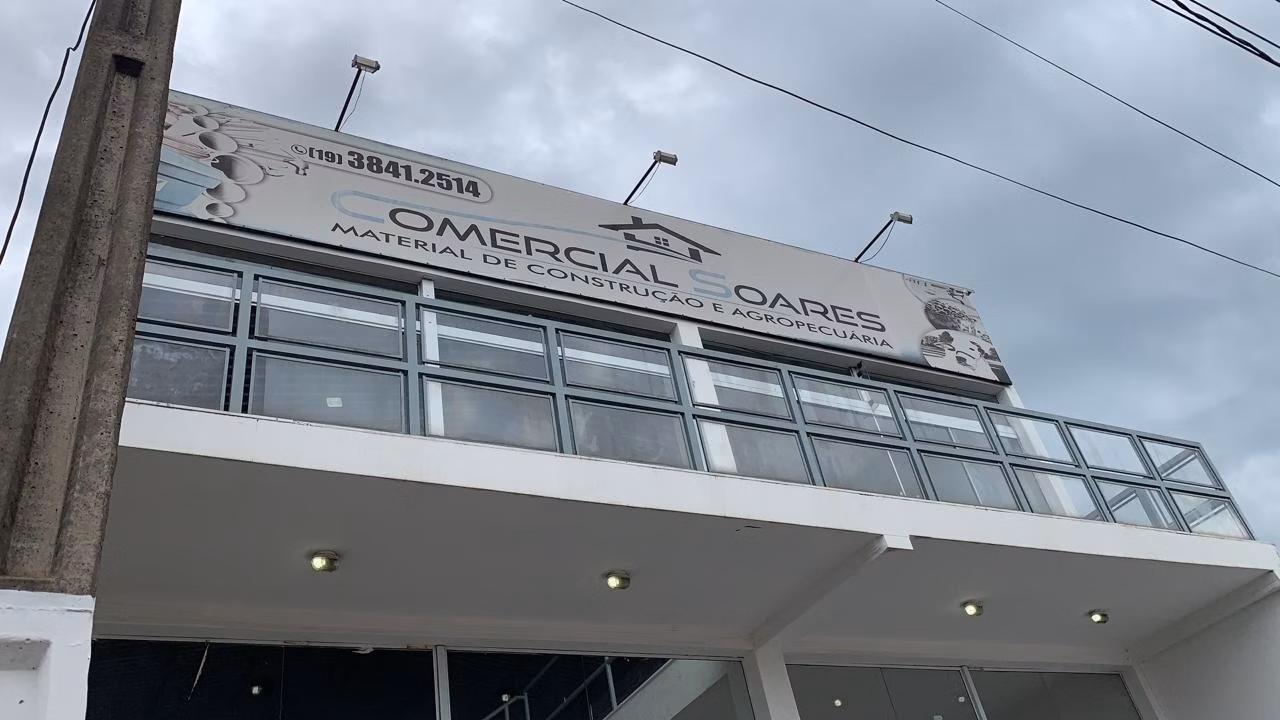 (19) 3841.2514
COMERCIAL SOARES
MATERIAL DE CONSTRUÇÃO E AGROPECUÁRIA